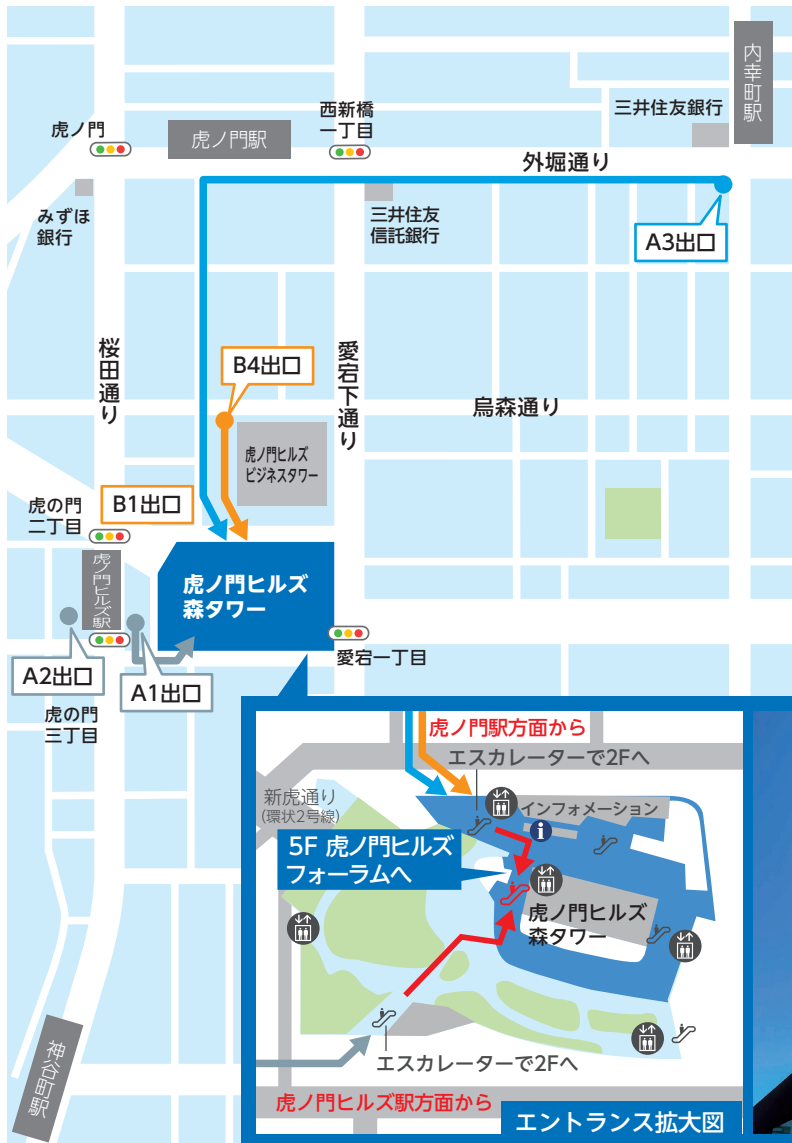 内幸町駅
三井住友銀行
西新橋
一丁目
虎ノ門
虎ノ門駅
外堀通り
みずほ
銀行
三井住友
信託銀行
A3出口
桜田通り
愛宕下通り
B4出口
烏森通り
虎ノ門ヒルズ
ビジネスタワー
B1出口
虎の門
二丁目
虎ノ門ヒルズ駅
虎ノ門ヒルズ
森タワー
愛宕一丁目
A2出口
A1出口
虎の門
三丁目
神谷町駅
虎ノ門駅方面から
エスカレーターで2Fへ
新虎通り
(環状2号線)
インフォメーション
i
5F 虎ノ門ヒルズ
フォーラムへ
虎ノ門ヒルズ
森タワー
エスカレーターで2Fへ
虎ノ門ヒルズ駅方面から
エントランス拡大図